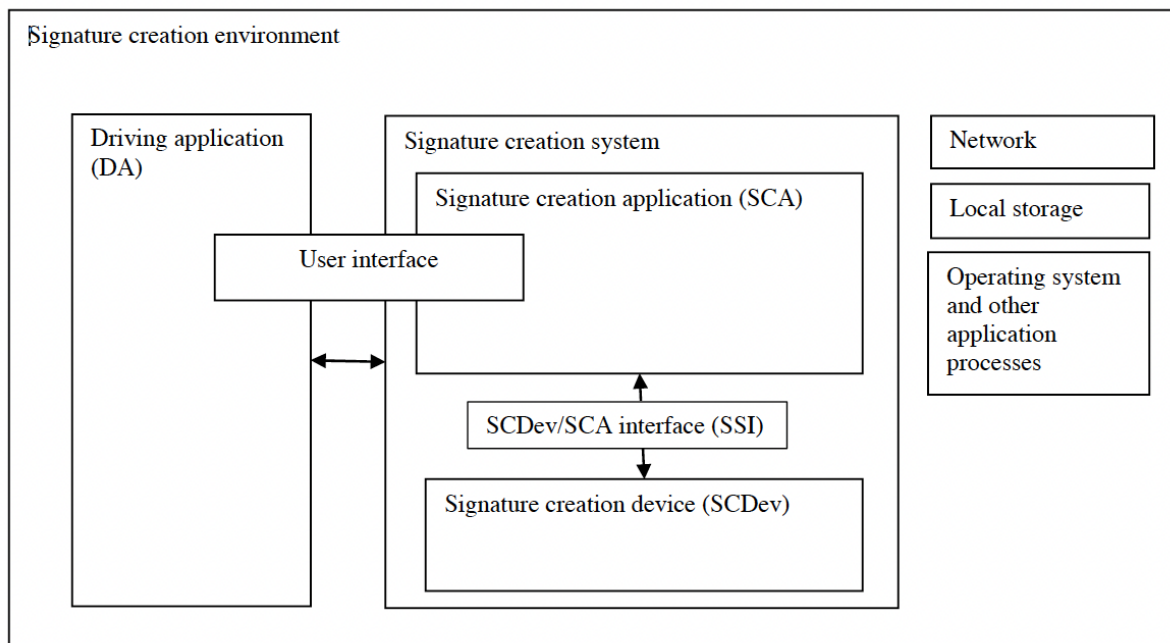 Signature creation environment
Driving application
(DA)
Signature creation system
Signature creation application (SCA)
User interface
SCDev/SCA interface (SSI)
Signature creation device (SCDev)
Network
Local storage
Operating system
and other
application
processes